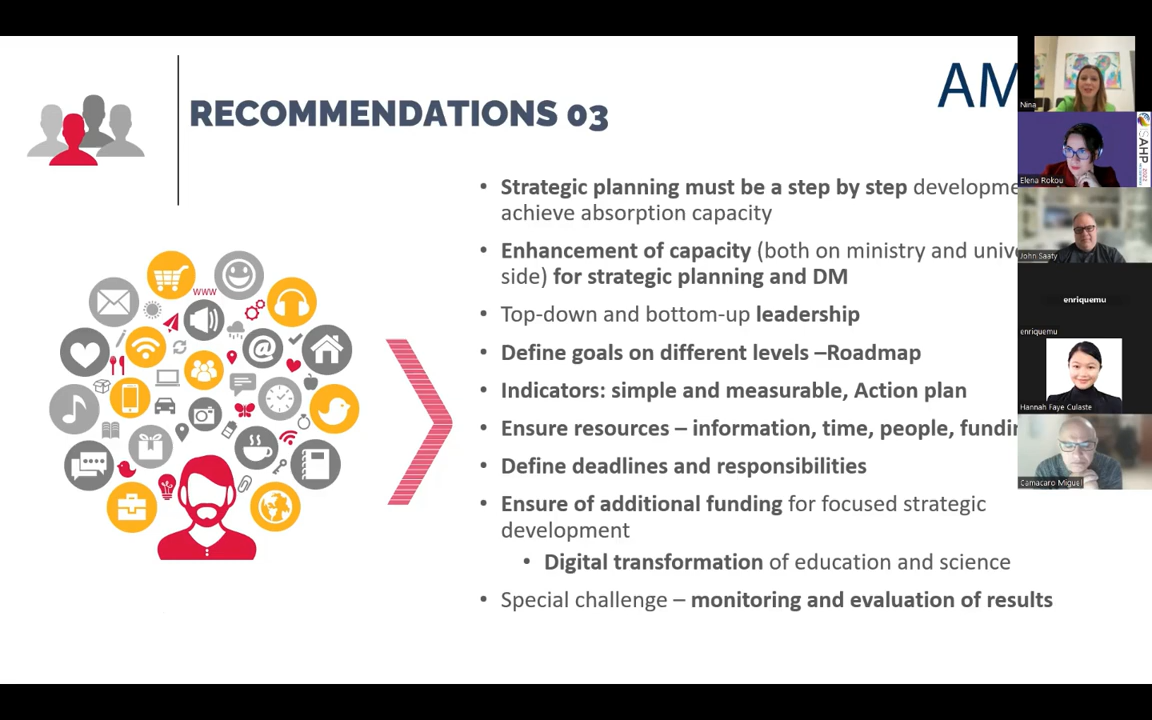 RECOMMENDATIONS 03
AM
• Strategic planning must be a step by step developme
achieve absorption capacity
• Enhancement of capacity (both on ministry and unive
side) for strategic planning and DM
• Top-down and bottom-up leadership
• Define goals on different levels –Roadmap
• Indicators: simple and measurable, Action plan
• Ensure resources – information, time, people, fundin
• Define deadlines and responsibilities
• Ensure of additional funding for focused strategic
development
• Digital transformation of education and science
• Special challenge – monitoring and evaluation of results
www
@
Nina
Elena Rokou
AHP
2022
John Saaty
enriquemu
enriquemu
Hannah Faye Culaste
Camacaro Miguel